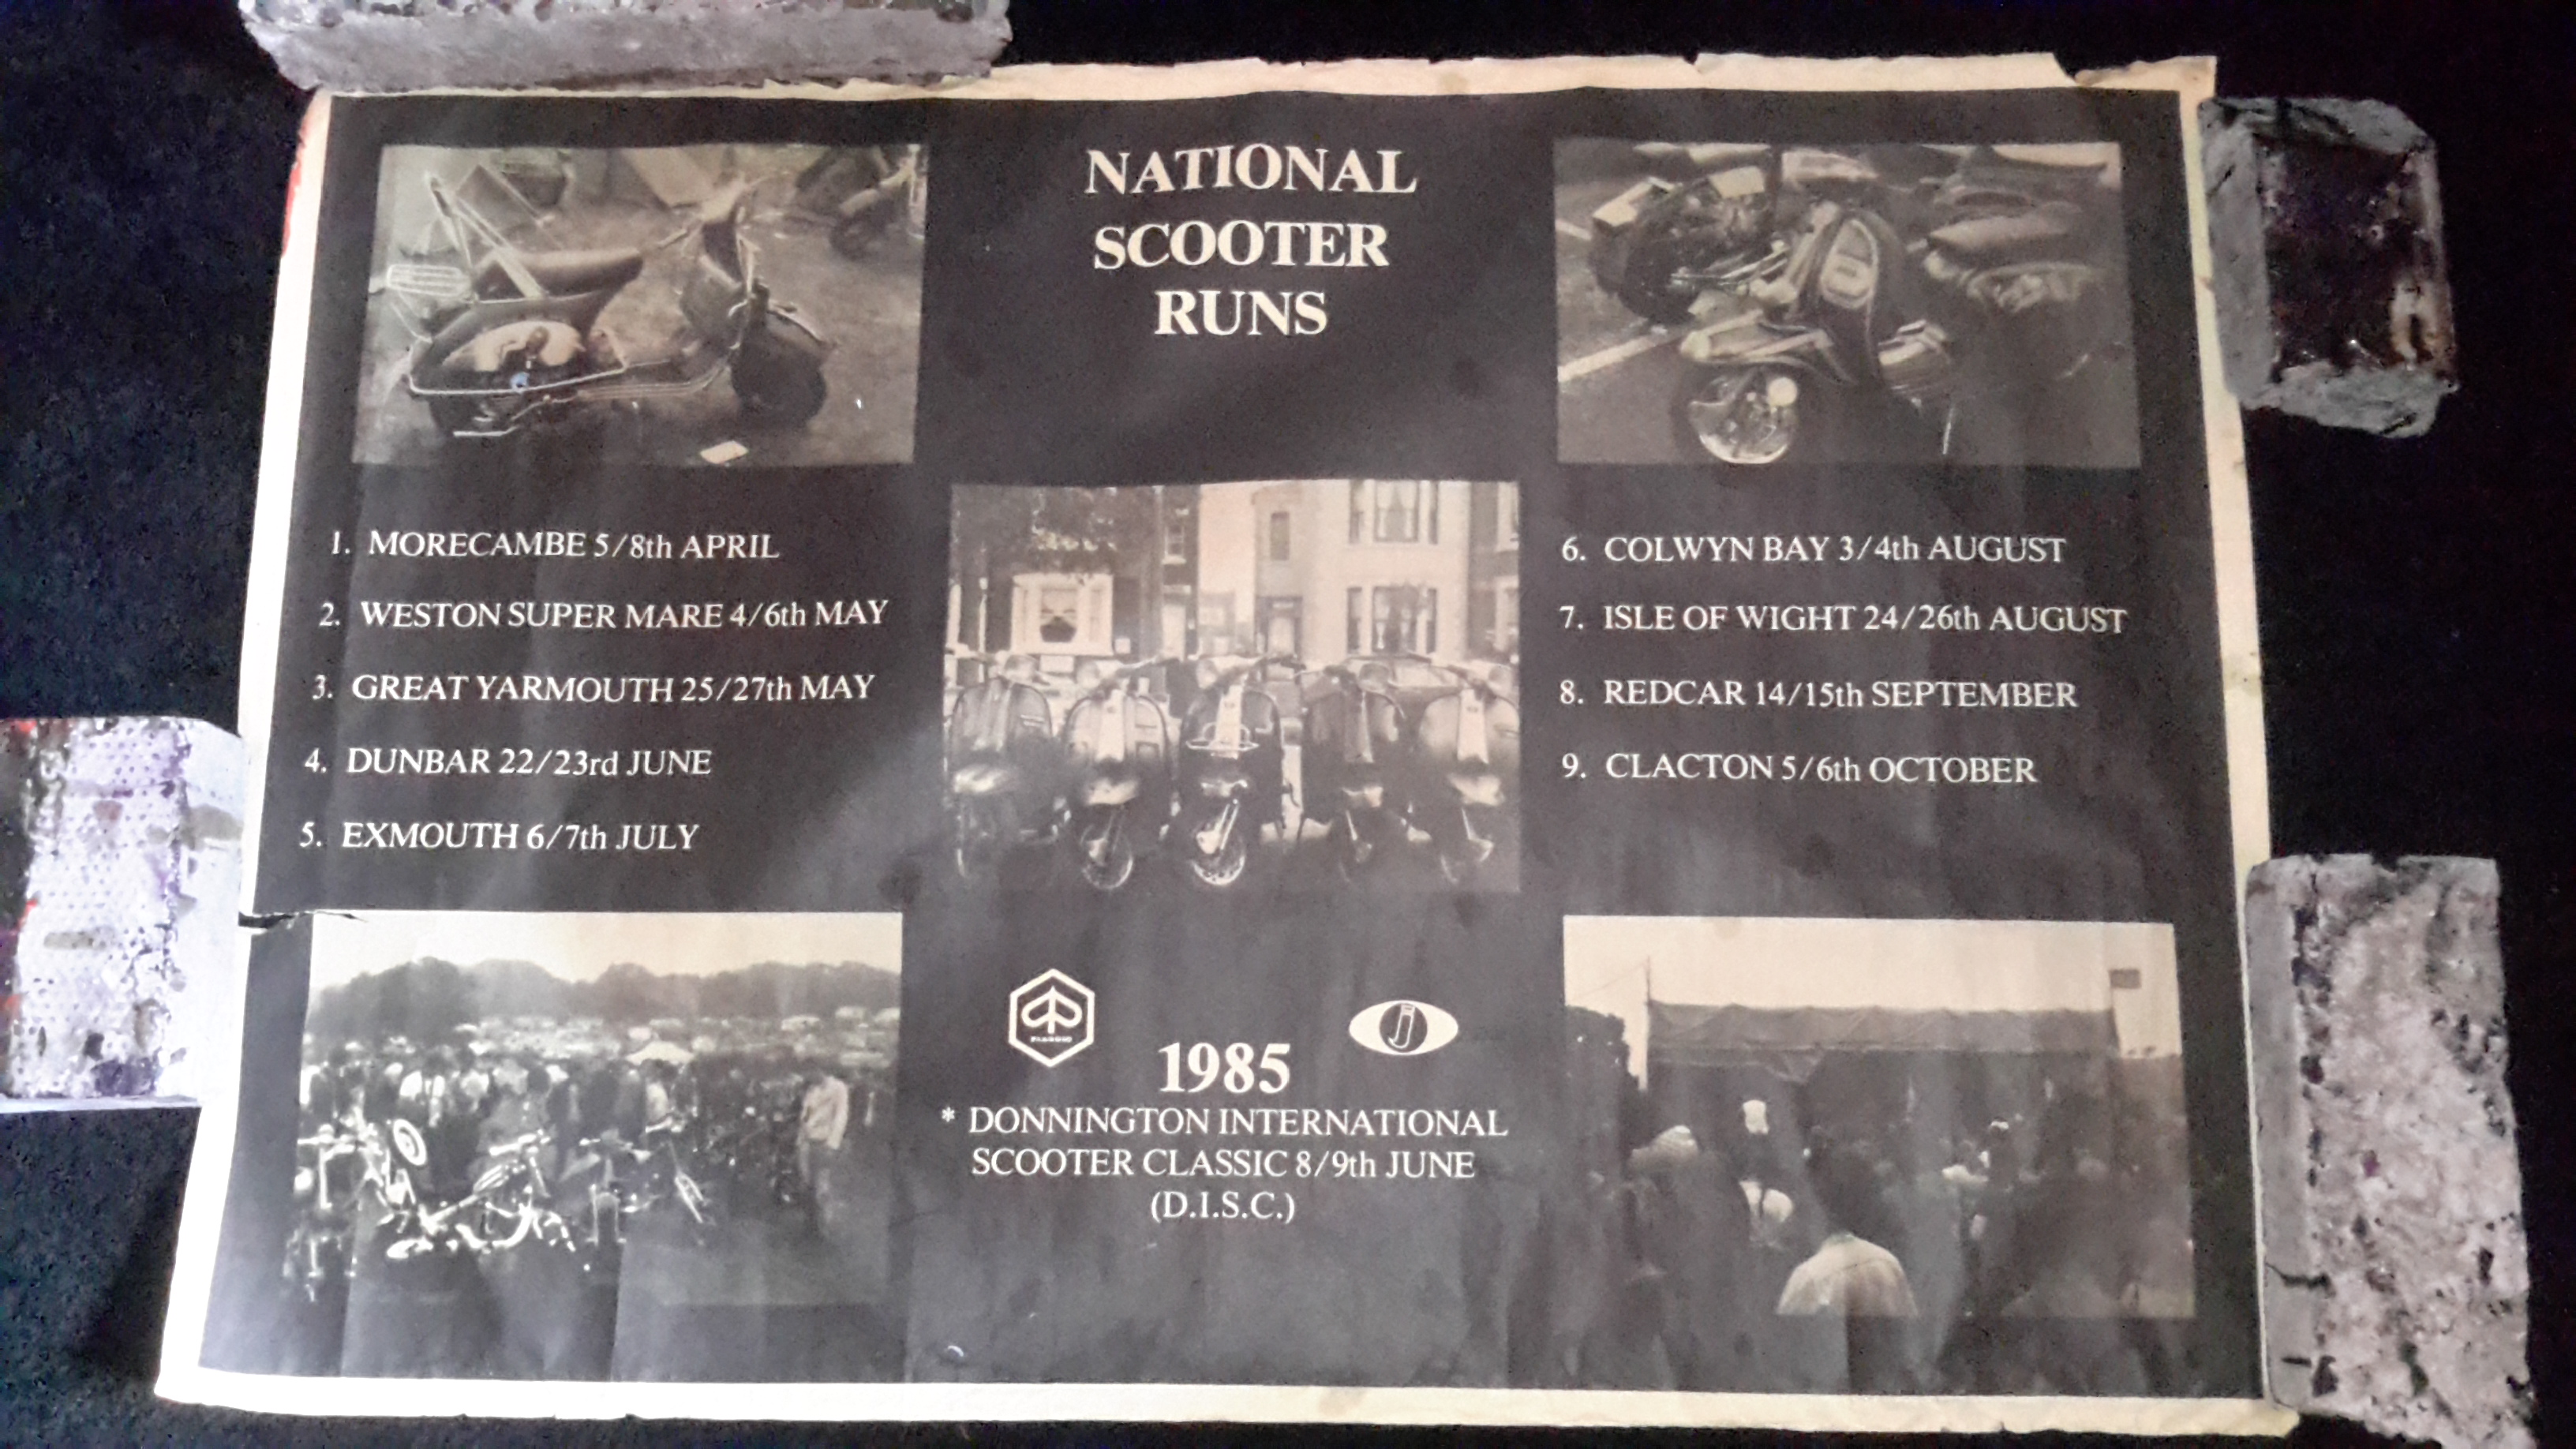 NATIONAL
SCOOTER
RUNS
1. MORECAMBE 5/8th APRIL
2. WESTON SUPER MARE 4/6th MAY
3. GREAT YARMOUTH 25/27th MAY
4. DUNBAR 22/23rd JUNE
5. EXMOUTH 6/7th JULY
6. COLWYN BAY 3/4th AUGUST
7. ISLE OF WIGHT 24/26th AUGUST
8. REDCAR 14/15th SEPTEMBER
9. CLACTON 5/6th OCTOBER
PIAGGIO
1985
* DONNINGTON INTERNATIONAL
SCOOTER CLASSIC 8/9th JUNE
(D.I.S.C.)